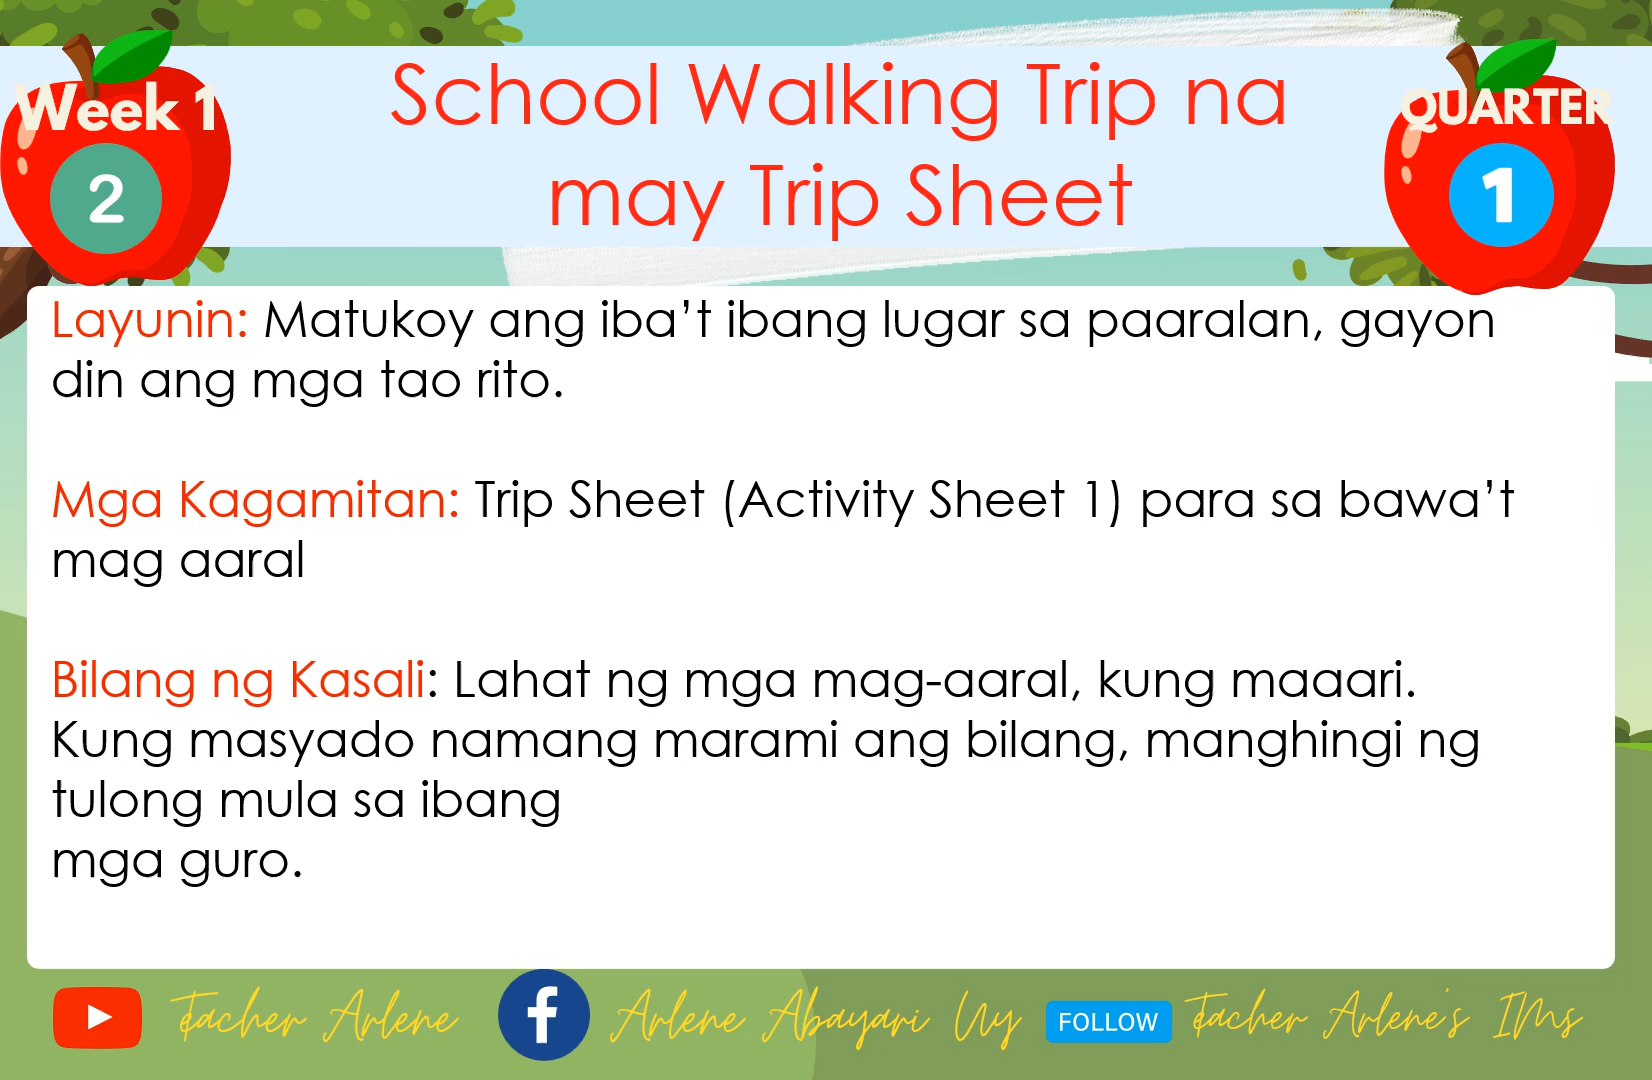 Week 1
2
School Walking Trip na
may Trip Sheet
QUARTER
1
Layunin: Matukoy ang iba’t ibang lugar sa paaralan, gayon
din ang mga tao rito.
Mga Kagamitan: Trip Sheet (Activity Sheet 1) para sa bawa’t
mag aaral
Bilang ng Kasali: Lahat ng mga mag-aaral, kung maaari.
Kung masyado namang marami ang bilang, manghingi ng
tulong mula sa ibang
mga guro.
Teacher Arlene
f
Arlene Abayari Uy
FOLLOW
Teacher Arlene's IMs